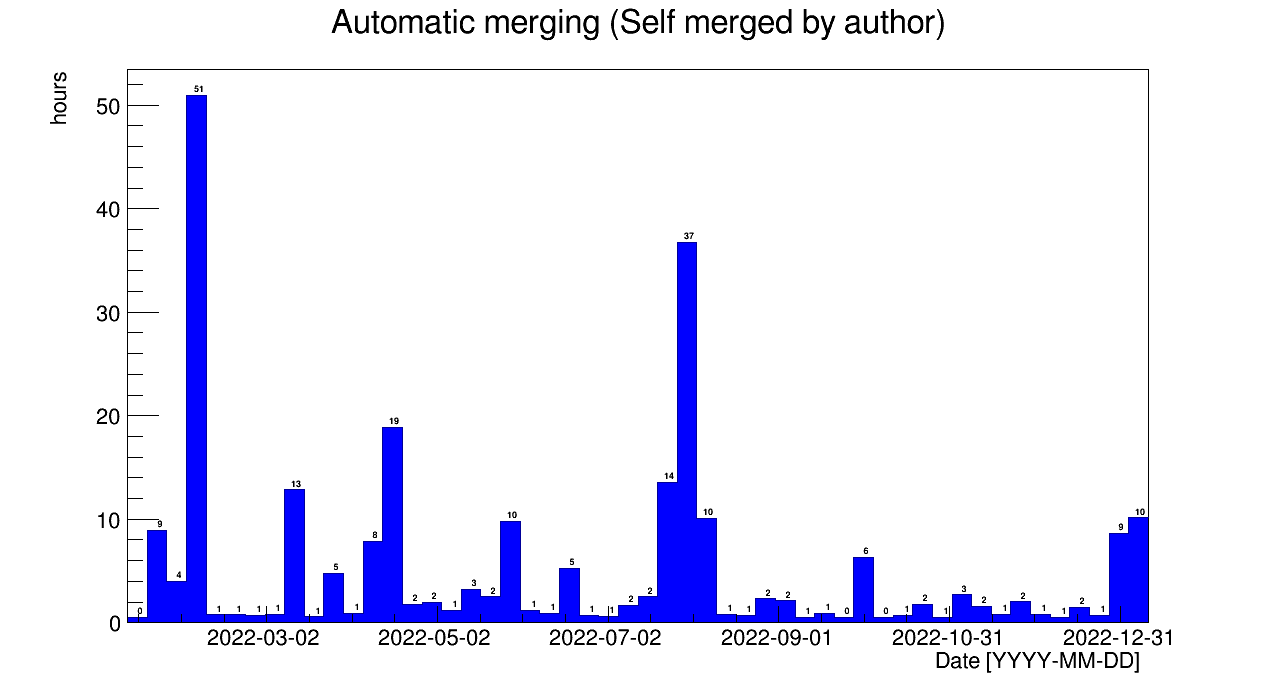 Automatic merging (Self merged by author)
hours
50
40
30
20
10
0
0 9 4 51 1 1 1 1 13 1 5 1 8 19 2 2 1 3 2 10 1 1 5 1 1 2 2 14 37 10 1 1 2 2 1 1 0 6 0 1 2 1 3 2 1 2 1 1 2 1 9 10
2022-03-02 2022-05-02 2022-07-02 2022-09-01 2022-10-31 2022-12-31
Date [YYYY-MM-DD]